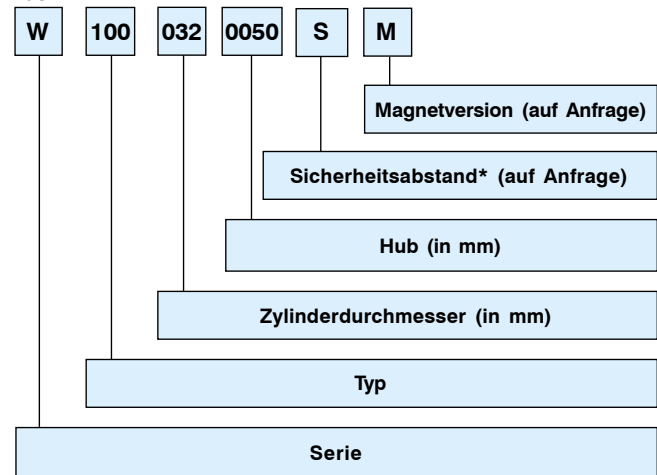 W 100 032 0050 S M
Magnetversion (auf Anfrage)
Sicherheitsabstand* (auf Anfrage)
Hub (in mm)
Zylinderdurchmesser (in mm)
Typ
Serie